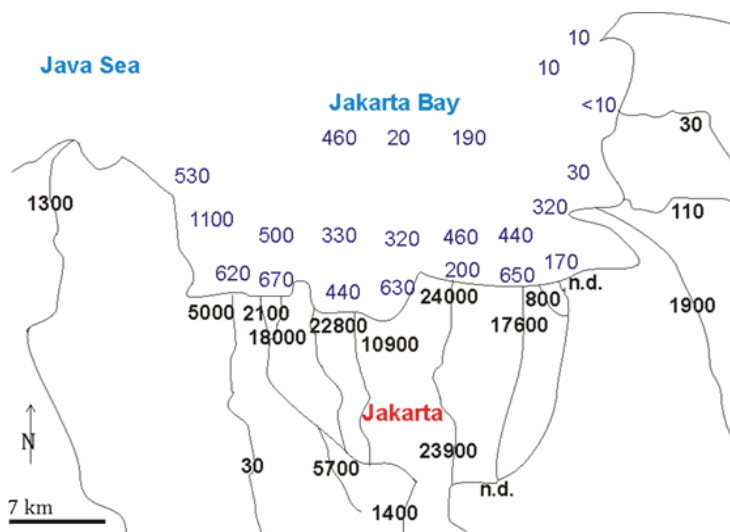 10
Java Sea
10
Jakarta Bay
<10
460 20 190
30
530
30
1300
320
110
1100
500 330 320 460 440
620 670 440 630 200 650 170
n.d.
5000 2100 24000 800
1900
18000 22800 10900 17600
Jakarta
N
30 5700 23900
n.d.
7 km
1400